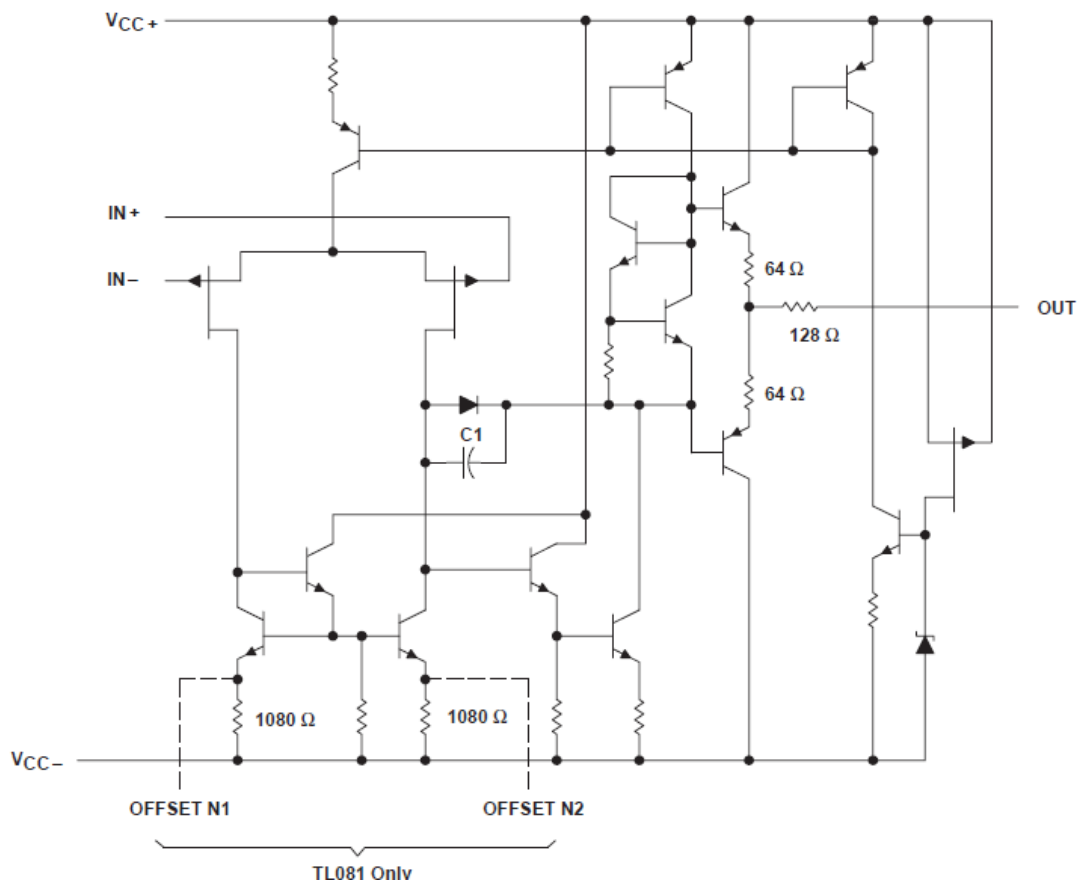 VCC+
IN+
IN−
64 Ω
128 Ω
OUT
64 Ω
C1
1080 Ω
1080 Ω
VCC−
OFFSET N1
OFFSET N2
TL081 Only